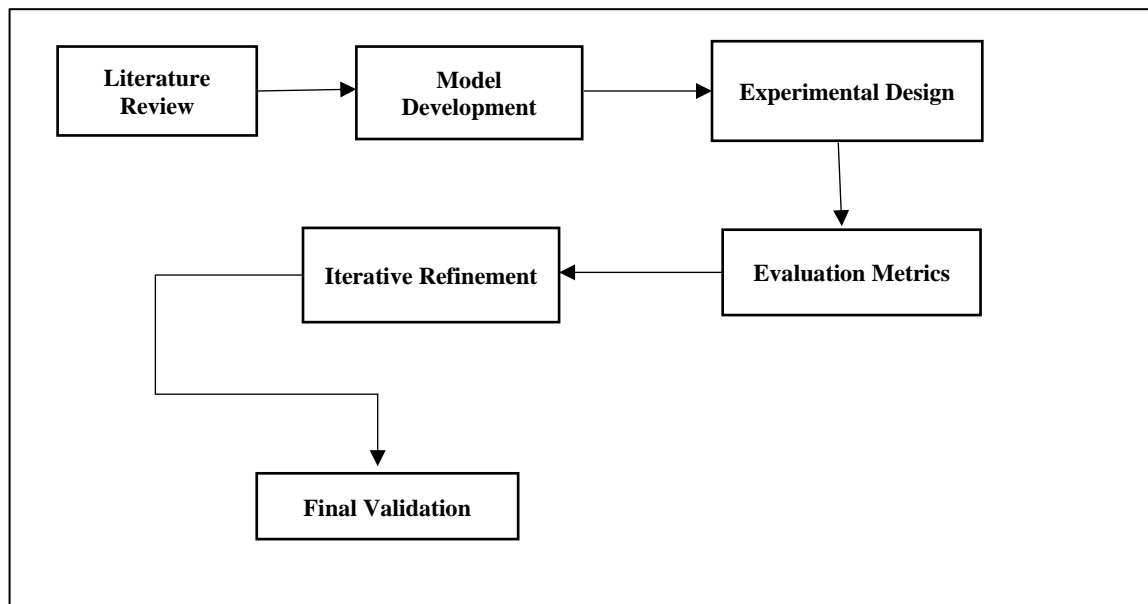 Literature
Review
Model
Development
Experimental Design
Evaluation Metrics
Iterative Refinement
Final Validation